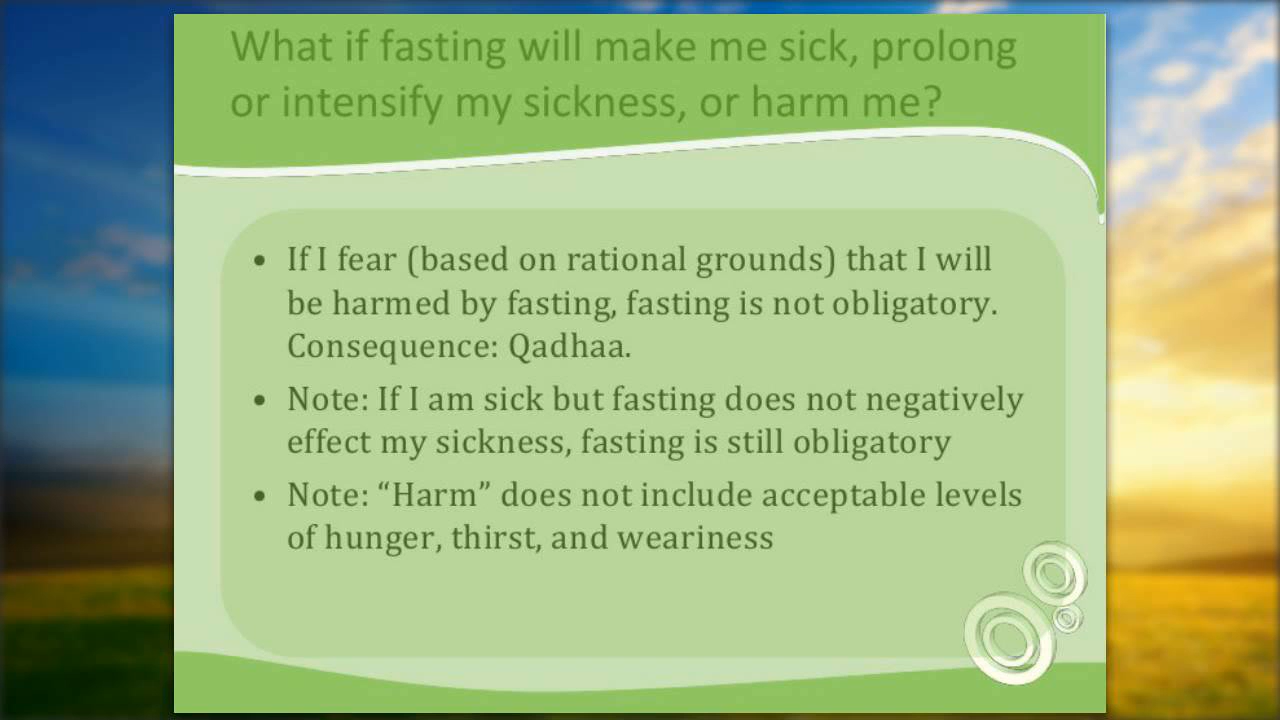 What if fasting will make me sick, prolong
or intensify my sickness, or harm me?
• If I fear (based on rational grounds) that I will
be harmed by fasting, fasting is not obligatory.
Consequence: Qadhaa.
• Note: If I am sick but fasting does not negatively
effect my sickness, fasting is still obligatory
• Note: “Harm” does not include acceptable levels
of hunger, thirst, and weariness